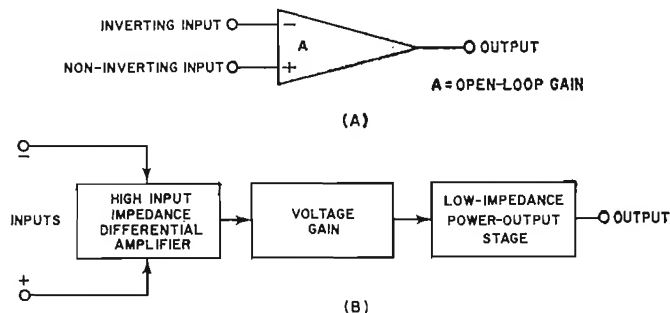 INVERTING INPUT
−
A
NON-INVERTING INPUT
+
OUTPUT
A = OPEN-LOOP GAIN
(A)
−
INPUTS
+
HIGH INPUT
IMPEDANCE
DIFFERENTIAL
AMPLIFIER
VOLTAGE
GAIN
LOW-IMPEDANCE
POWER-OUTPUT
STAGE
OUTPUT
(B)